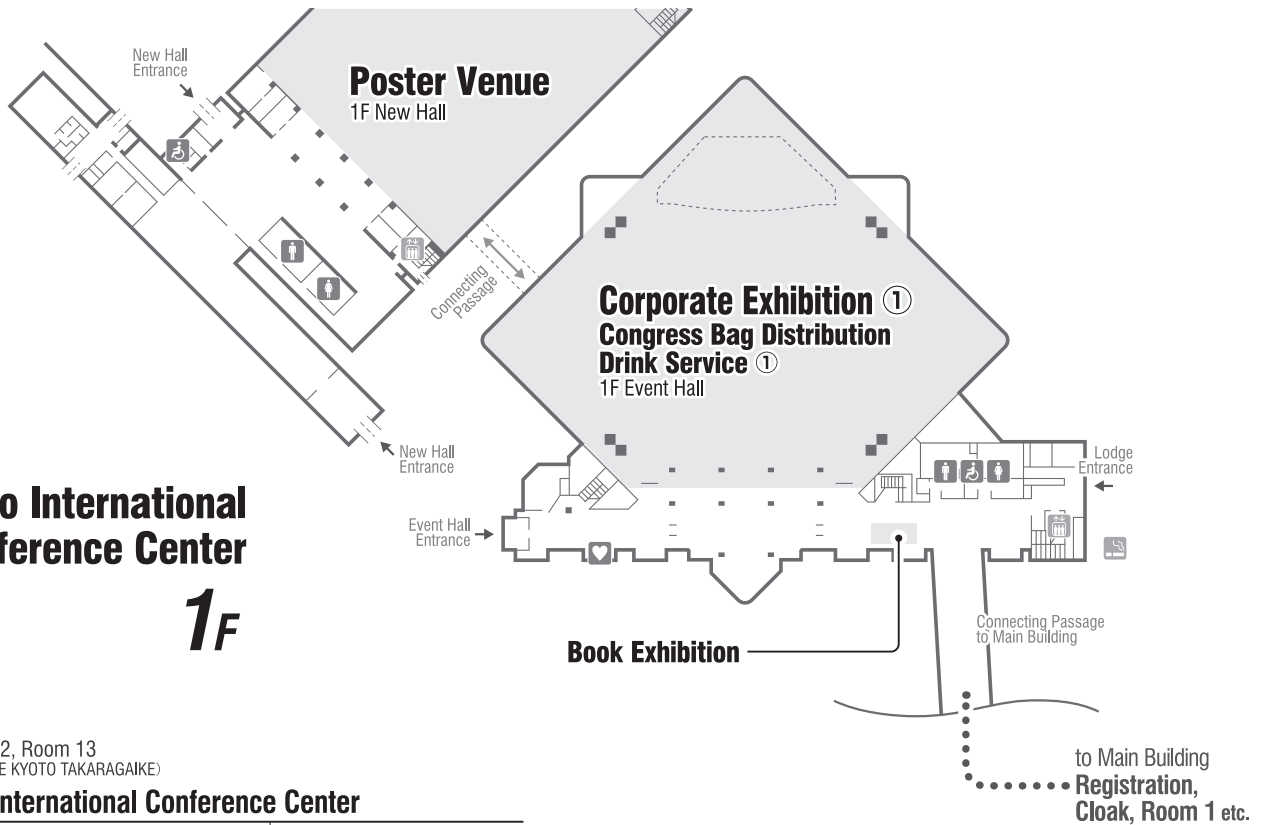 New Hall
Entrance
Poster Venue
1F New Hall
Connecting
Passage
Corporate Exhibition ①
Congress Bag Distribution
Drink Service ①
1F Event Hall
New Hall
Entrance
Lodge
Entrance
Event Hall
Entrance
o International
ference Center
1F
Book Exhibition
Connecting Passage
to Main Building
2, Room 13
E KYOTO TAKARAGAIKE）
nternational Conference Center
to Main Building
Registration,
Cloak, Room 1 etc.